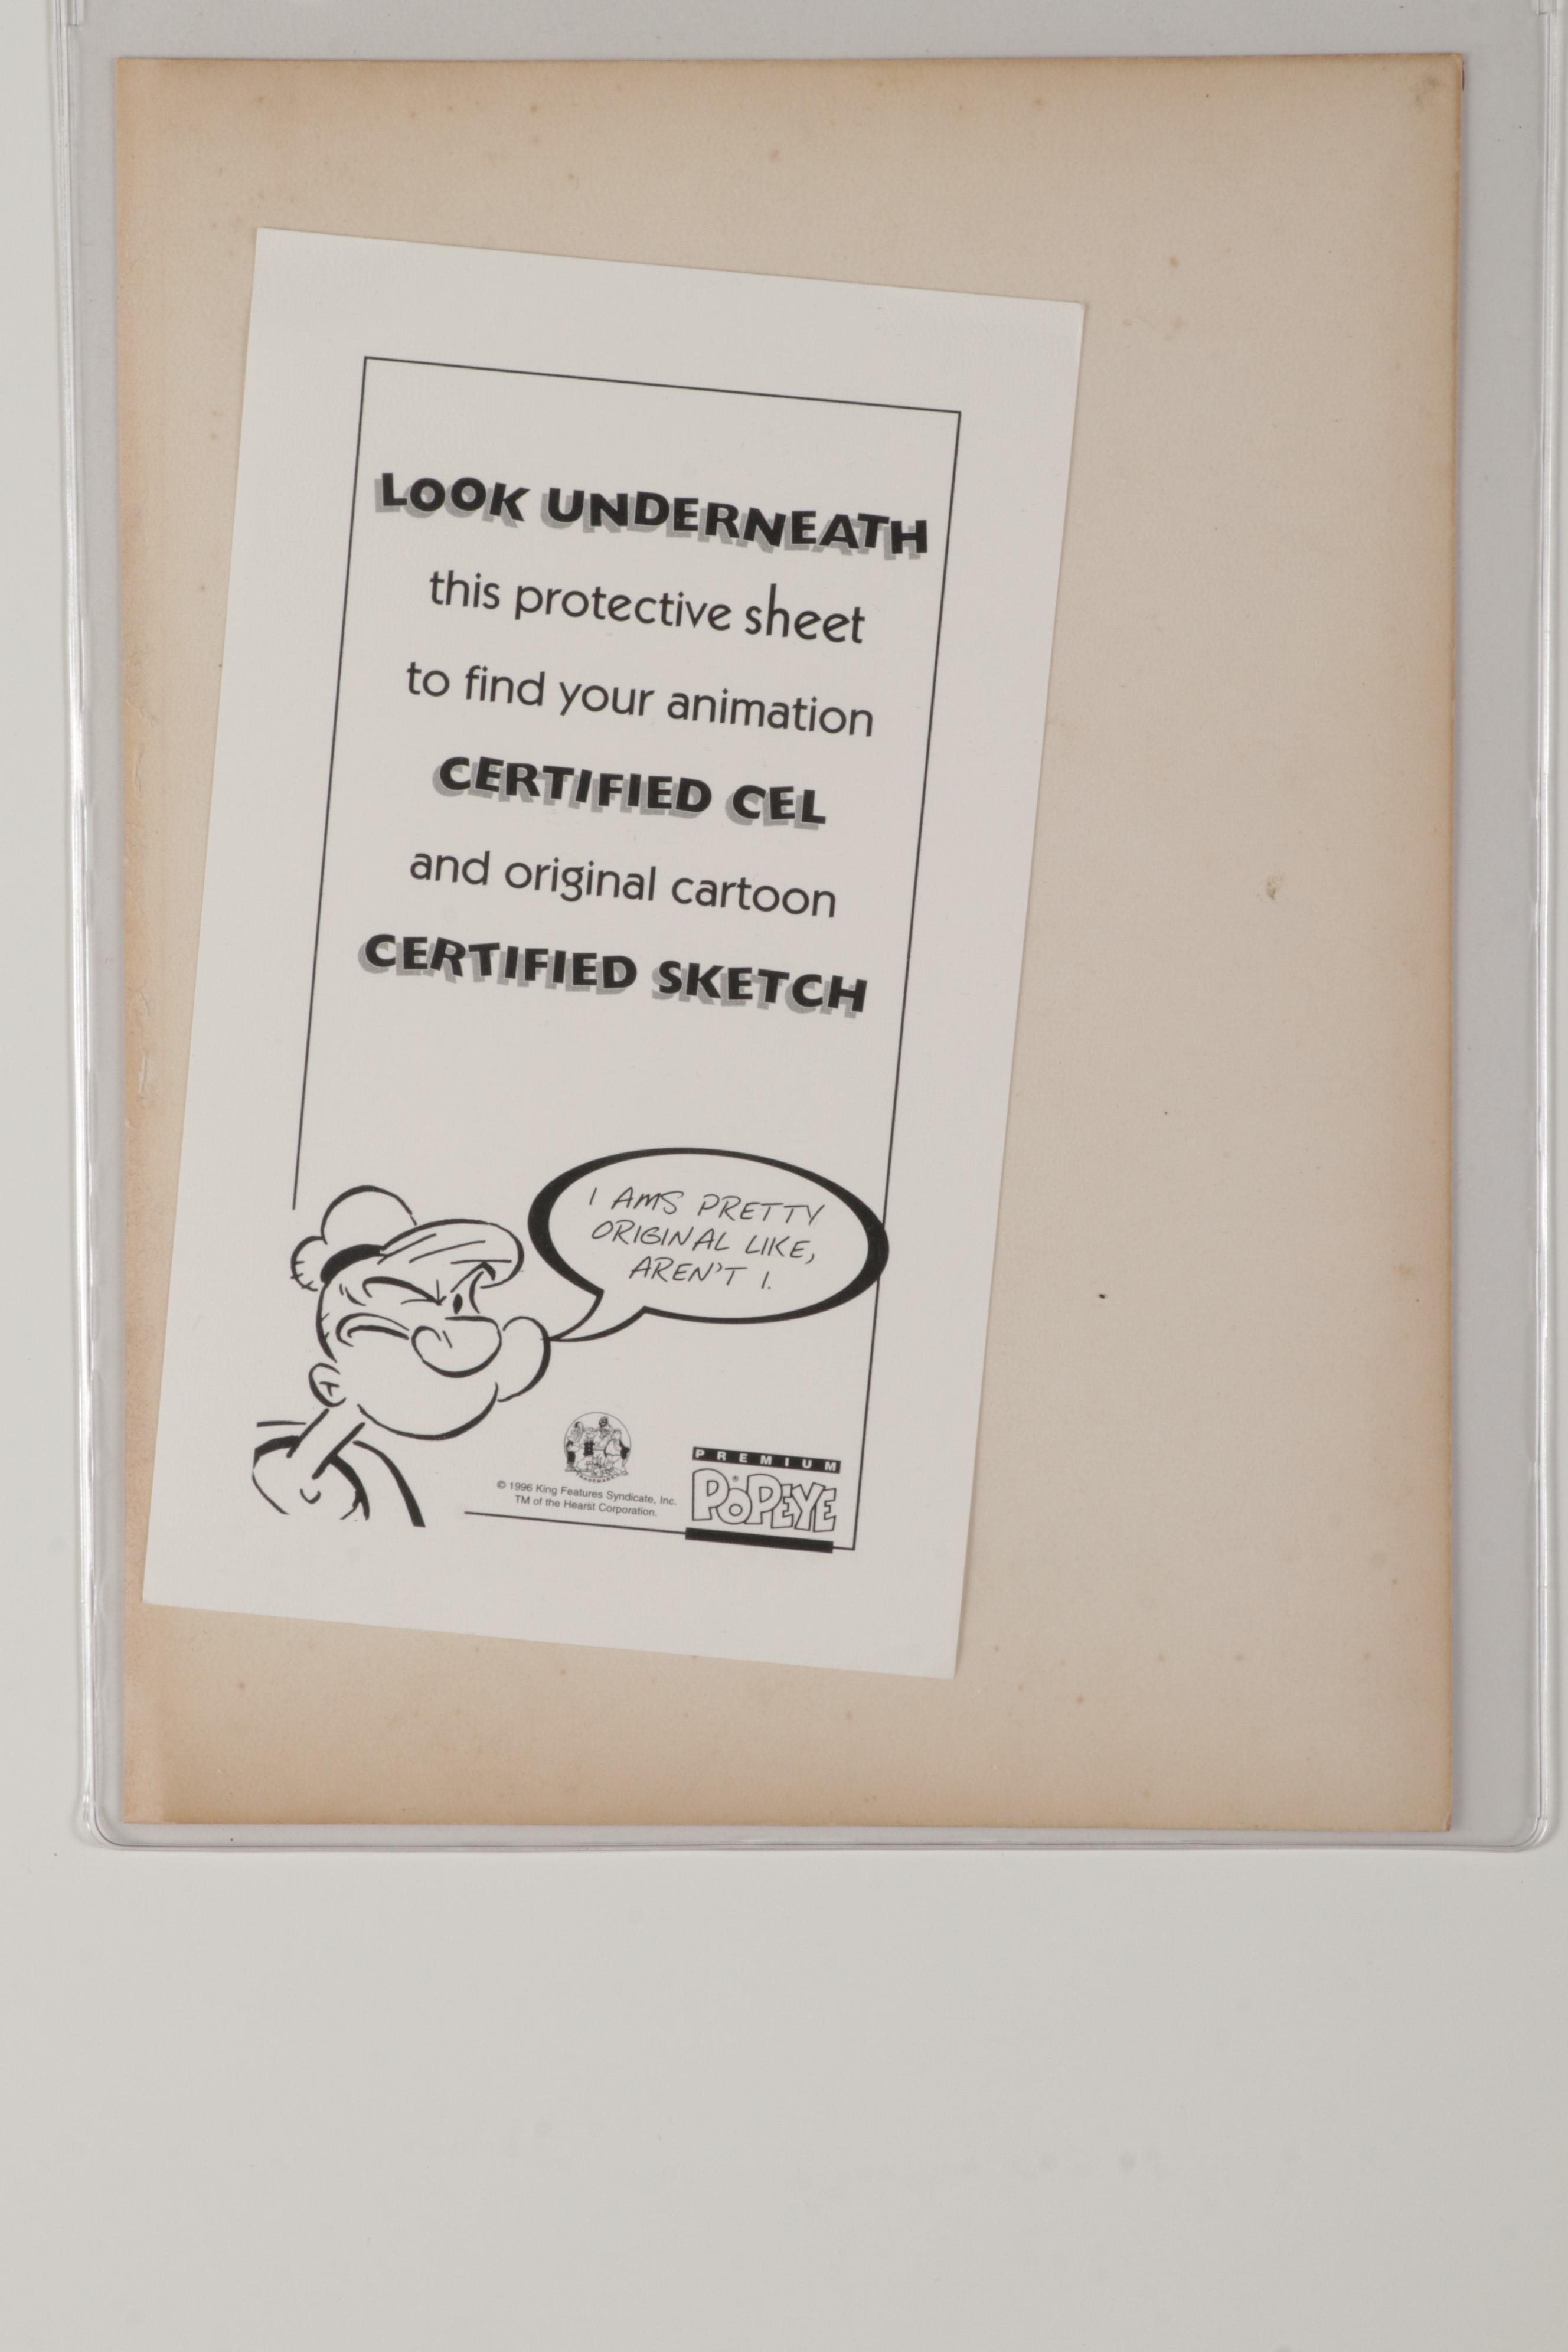 LOOK UNDERNEATH
this protective sheet
to find your animation
CERTIFIED CEL
and original cartoon
CERTIFIED SKETCH
I AMS PRETTY
ORIGINAL LIKE,
AREN'T I.
© 1996 King Features Syndicate, Inc.
TM of the Hearst Corporation.
PREMIUM
POPEYE®